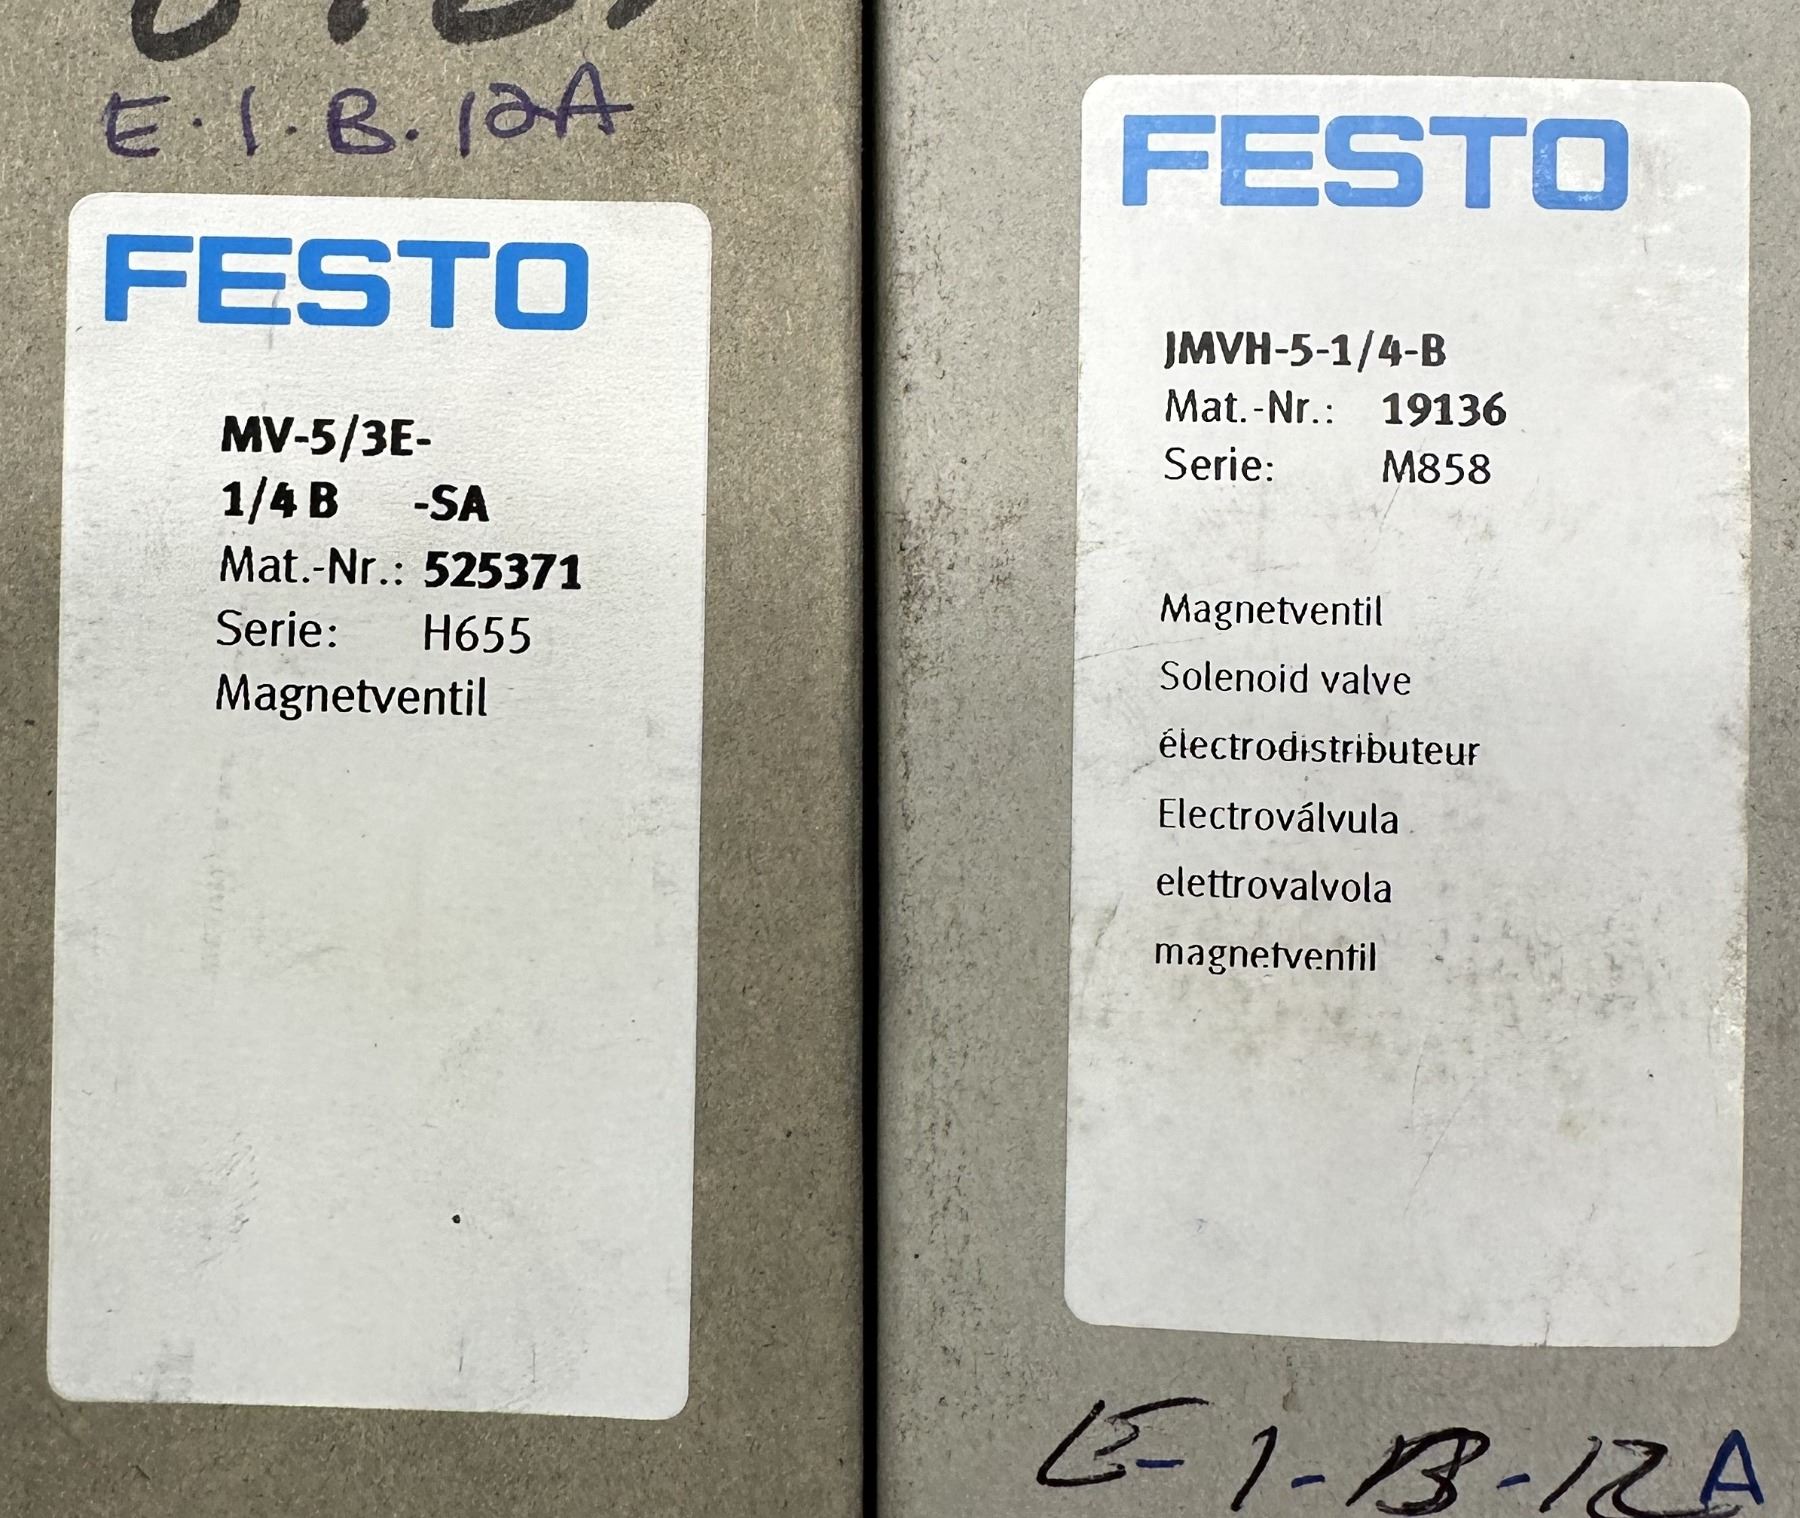 E.1.B.12A
FESTO
MV-5/3E-
1/4 B -SA
Mat.-Nr.: 525371
Serie: H655
Magnetventil
FESTO
JMVH-5-1/4-B
Mat.-Nr.: 19136
Serie: M858
Magnetventil
Solenoid valve
électrodistributeur
Electroválvula
elettrovalvola
magnetventil
E-1-B-12A